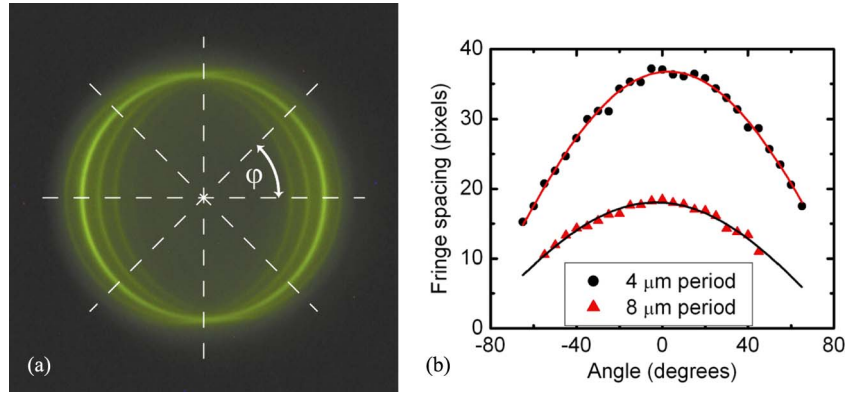 φ
(a)
Fringe spacing (pixels)
40
30
20
10
0
-80
-40
0
40
80
Angle (degrees)
4 μm period
8 μm period
(b)